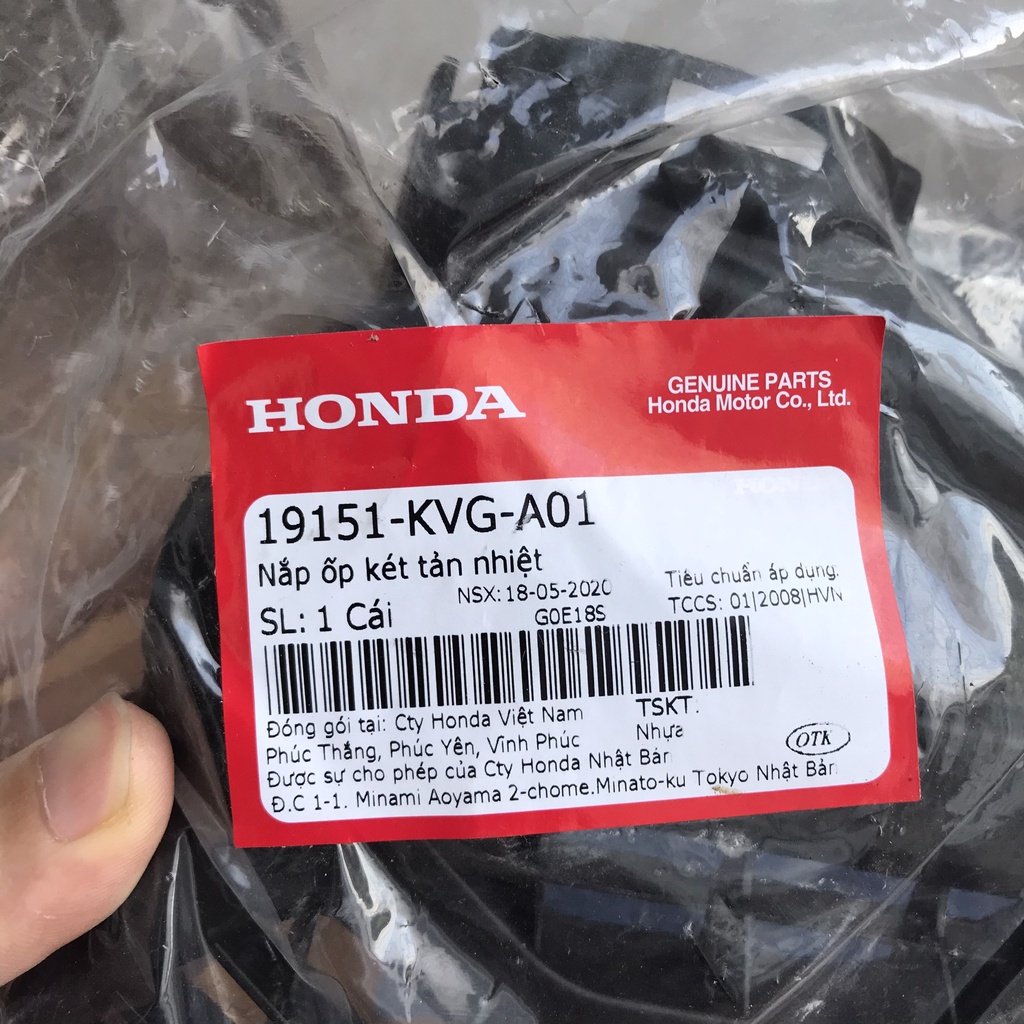 HONDA
GENUINE PARTS
Honda Motor Co., Ltd.
19151-KVG-A01
Nắp ốp két tản nhiệt
NSX: 18-05-2020
Tiêu chuẩn áp dụng:
SL: 1 Cái
G0E18S
TCCS: 01|2008|HVN
Đóng gói tại: Cty Honda Việt Nam
TSKT.
Phúc Thắng, Phúc Yên, Vĩnh Phúc
Nhựa
OTK
Được sự cho phép của Cty Honda Nhật Bản
Đ.C 1-1. Minami Aoyama 2-chome.Minato-ku Tokyo Nhật Bản